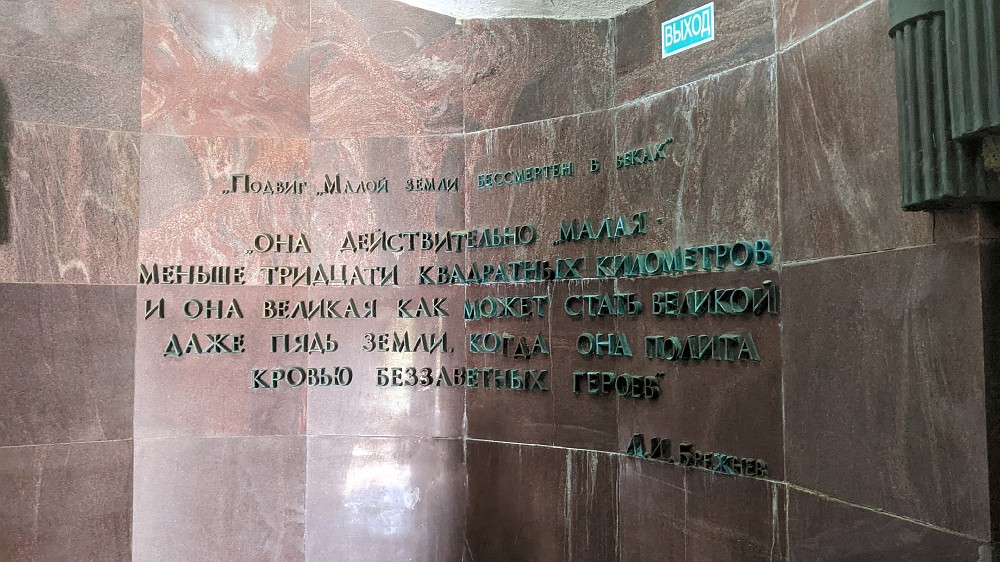 ВЫХОД
„Подвиг „Малой земли бессмертен в веках"
„ОНА ДЕЙСТВИТЕЛЬНО „МАЛАЯ -
МЕНЬШЕ ТРИДЦАТИ КВАДРАТНЫХ КИЛОМЕТРОВ
И ОНА ВЕЛИКАЯ КАК МОЖЕТ СТАТЬ ВЕЛИКОЙ
ДАЖЕ ПЯДЬ ЗЕМЛИ, КОГДА ОНА ПОЛИТА
КРОВЬЮ БЕЗЗАВЕТНЫХ ГЕРОЕВ"
Л.И. Брежнев